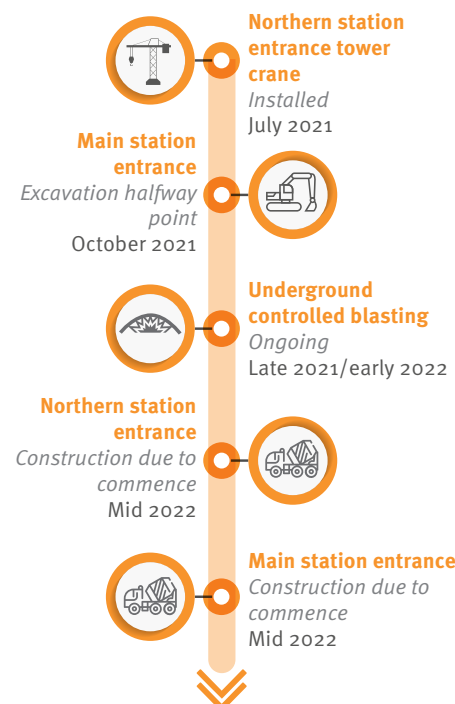 Northern station
entrance tower
crane
Installed
July 2021
Main station
entrance
Excavation halfway
point
October 2021
Underground
controlled blasting
Ongoing
Late 2021/early 2022
Northern station
entrance
Construction due to
commence
Mid 2022
Main station entrance
Construction due to
commence
Mid 2022